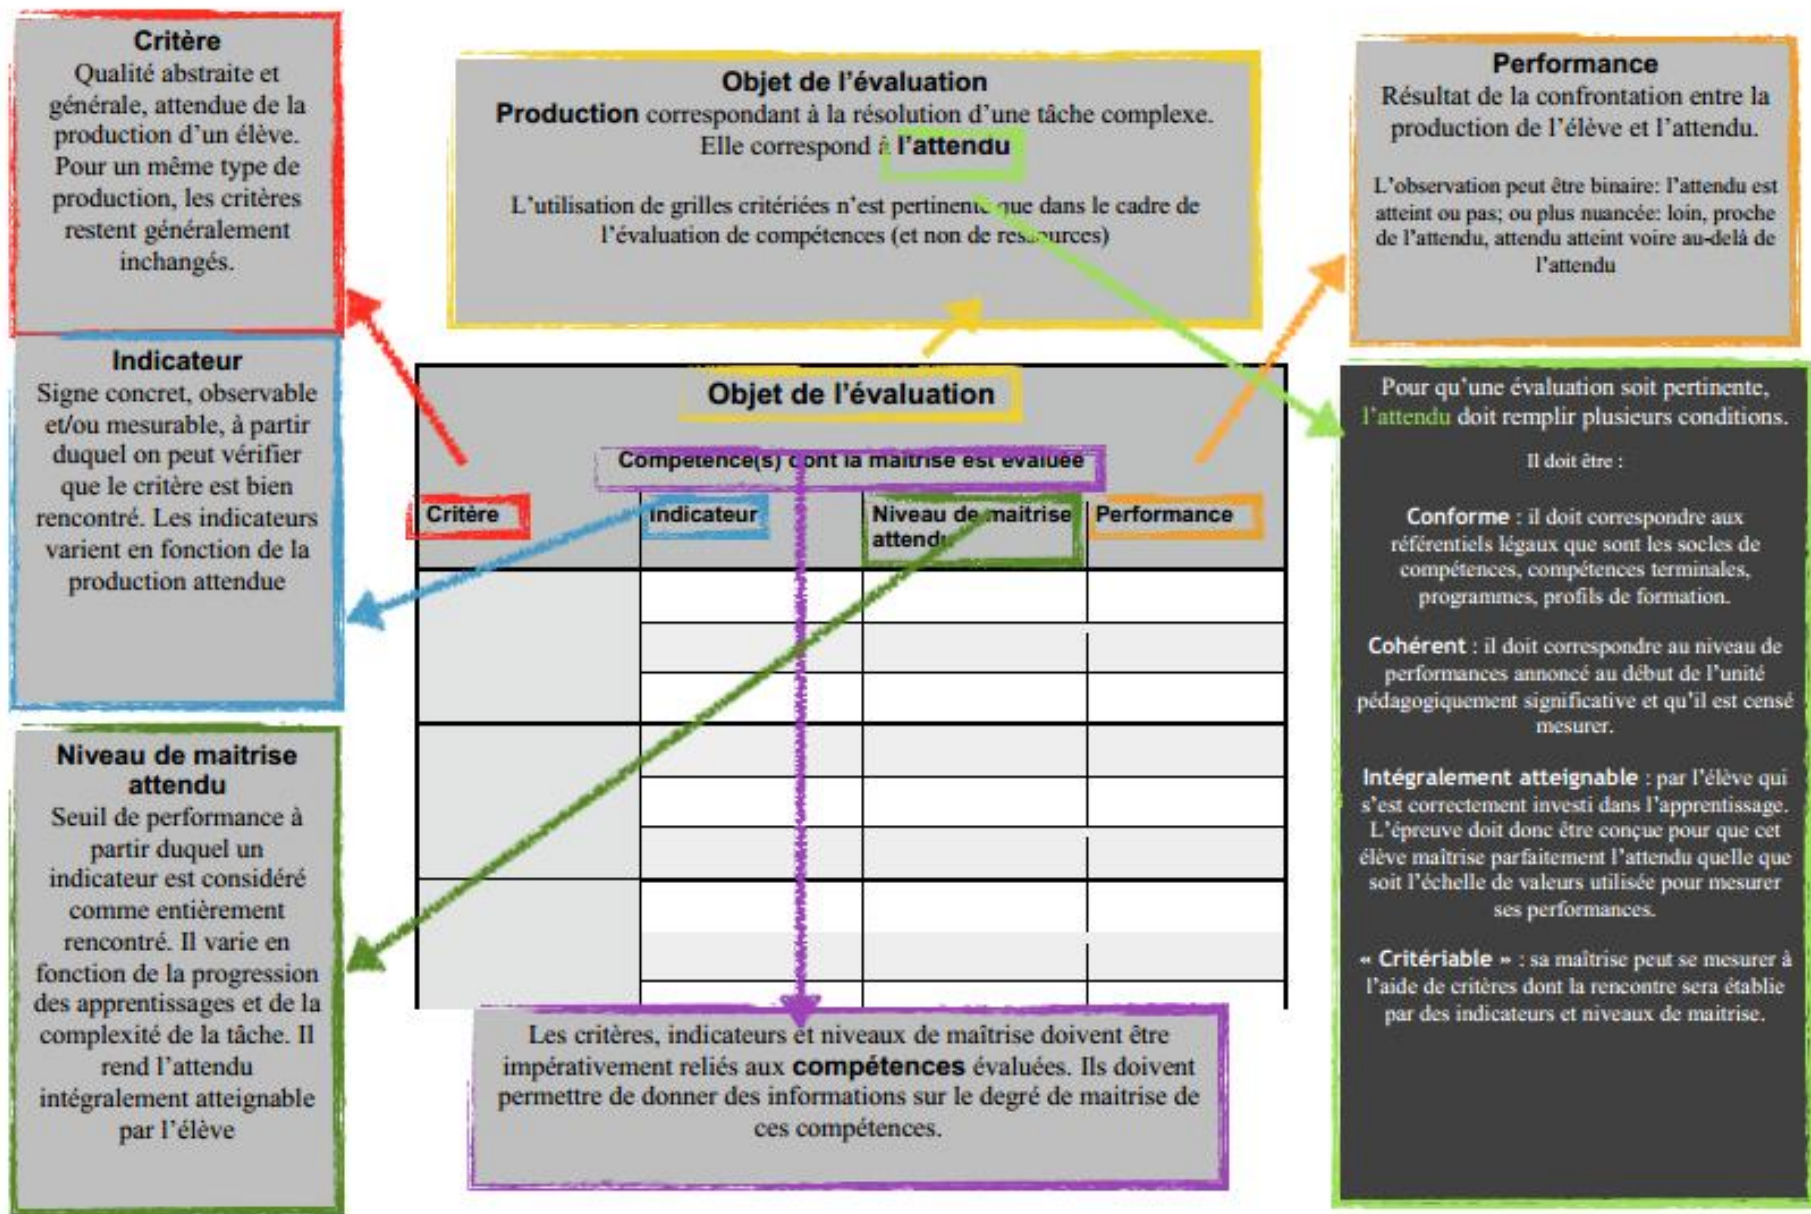 Critère
Qualité abstraite et
générale, attendue de la
production d'un élève.
Pour un même type de
production, les critères
restent généralement
inchangés.
Indicateur
Signe concret, observable
et/ou mesurable, à partir
duquel on peut vérifier
que le critère est bien
rencontré. Les indicateurs
varient en fonction de la
production attendue
Niveau de maitrise
attendu
Seuil de performance à
partir duquel un
indicateur est considéré
comme entièrement
rencontré. Il varie en
fonction de la progression
des apprentissages et de la
complexité de la tâche. Il
rend l'attendu
intégralement atteignable
par l'élève
Objet de l'évaluation
Production correspondant à la résolution d'une tâche complexe.
Elle correspond à l'attendu
L'utilisation de grilles critériées n'est pertinente que dans le cadre de
l'évaluation de compétences (et non de ressources)
Objet de l'évaluation
Compétence(s) dont la maîtrise est évaluée
Critère
Indicateur
Niveau de maitrise
attendu
Performance
Les critères, indicateurs et niveaux de maîtrise doivent être
impérativement reliés aux compétences évaluées. Ils doivent
permettre de donner des informations sur le degré de maitrise de
ces compétences.
Performance
Résultat de la confrontation entre la
production de l'élève et l'attendu.
L'observation peut être binaire: l'attendu est
atteint ou pas; ou plus nuancée: loin, proche
de l'attendu, attendu atteint voire au-delà de
l'attendu
Pour qu'une évaluation soit pertinente,
l'attendu doit remplir plusieurs conditions.
Il doit être :
Conforme : il doit correspondre aux
référentiels légaux que sont les socles de
compétences, compétences terminales,
programmes, profils de formation.
Cohérent : il doit correspondre au niveau de
performances annoncé au début de l'unité
pédagogiquement significative et qu'il est censé
mesurer.
Intégralement atteignable : par l'élève qui
s'est correctement investi dans l'apprentissage.
L'épreuve doit donc être conçue pour que cet
élève maîtrise parfaitement l'attendu quelle que
soit l'échelle de valeurs utilisée pour mesurer
ses performances.
« Critériable » : sa maîtrise peut se mesurer à
l'aide de critères dont la rencontre sera établie
par des indicateurs et niveaux de maitrise.